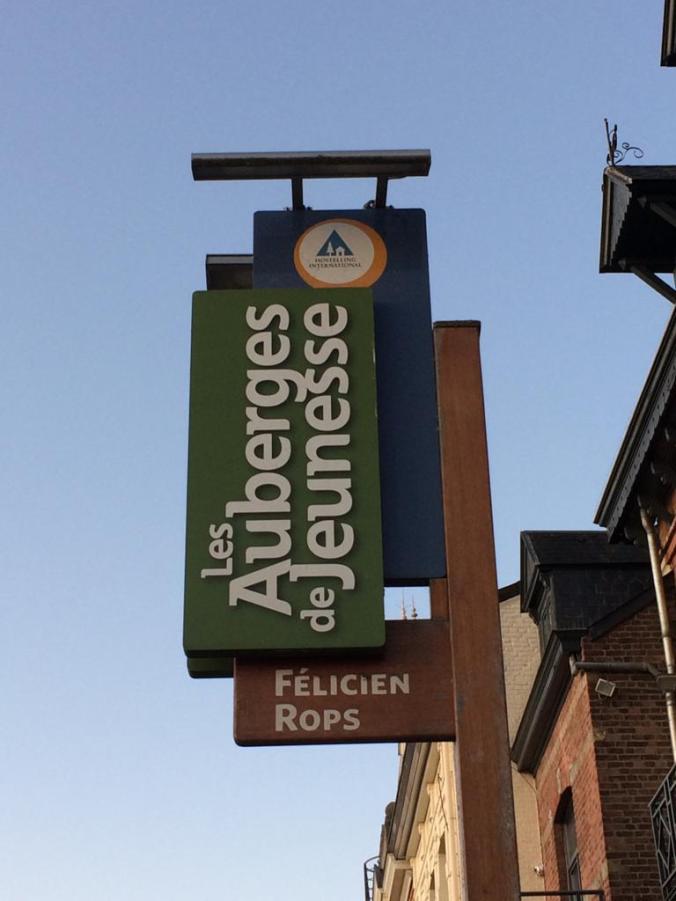 HOSTELLING
INTERNATIONAL
Les
Auberges
de Jeunesse
FÉLICIEN
ROPS